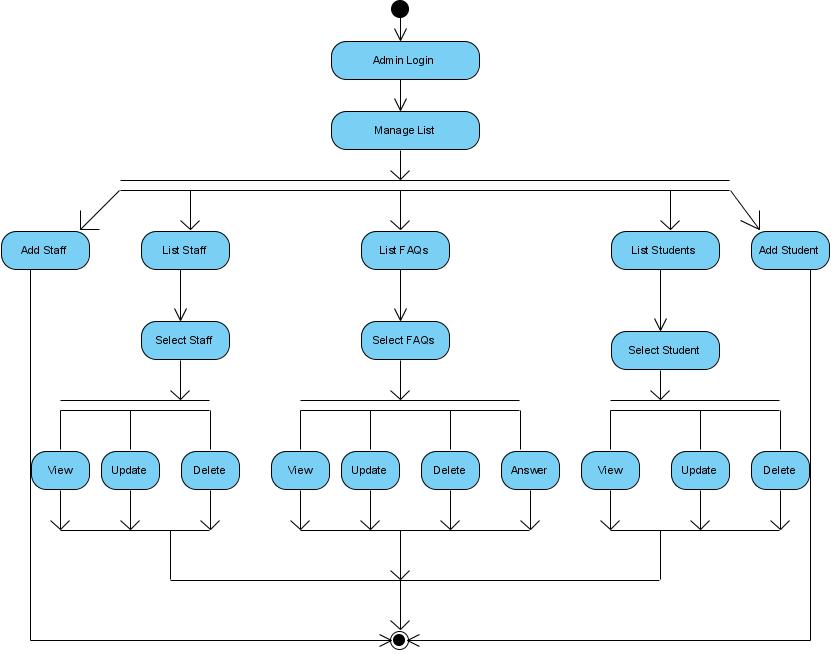 Admin Login
Manage List
Add Staff
List Staff
List FAQs
List Students
Add Student
Select Staff
Select FAQs
Select Student
View
Update
Delete
View
Update
Delete
Answer
View
Update
Delete